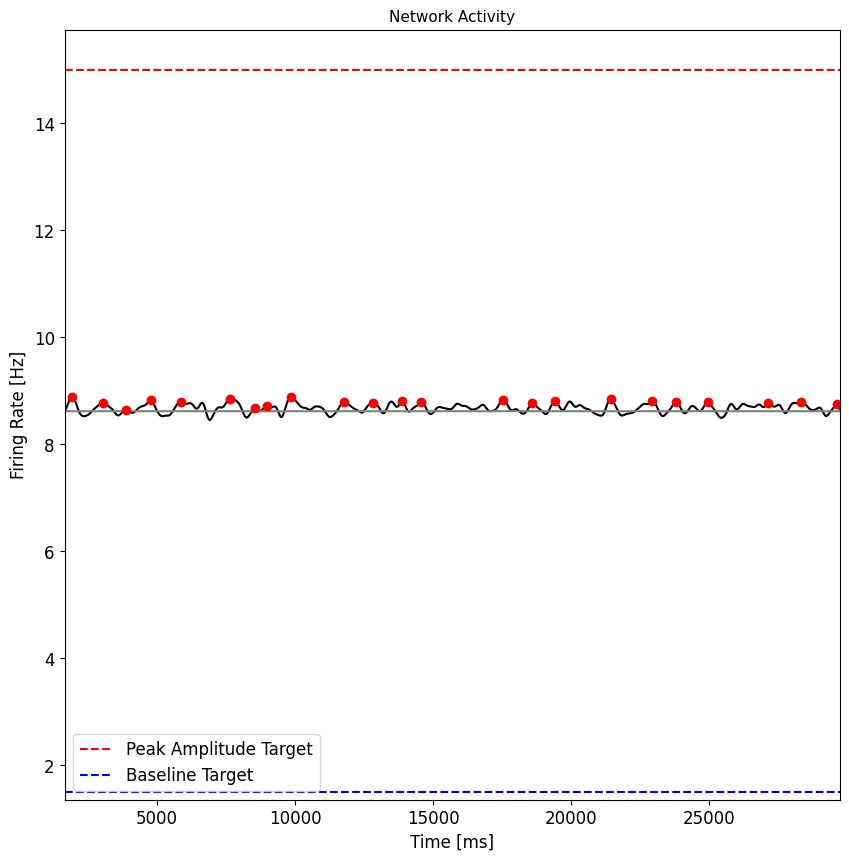 Network Activity
14
12
10
8
6
4
2
Firing Rate [Hz]
Peak Amplitude Target
Baseline Target
5000 10000 15000 20000 25000
Time [ms]